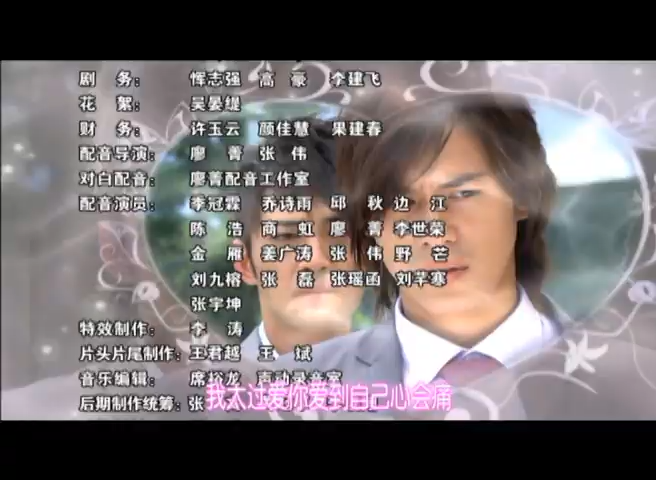 剧 务: 恽志强 高 豪 李建飞
花 絮: 吴晏缇
财 务: 许玉云 颜佳慧 果建春
配音导演: 廖 菁 张 伟
对白配音: 廖菁配音工作室
配音演员: 李冠霖 乔诗雨 邱 秋 边 江
陈 浩 商 虹 廖 菁 李世荣
金 雁 姜广涛 张 伟 野 芒
刘九榕 张 磊 张瑶函 刘芊寒
张宇坤
特效制作: 李 涛
片头片尾制作: 王君越 王 斌
音乐编辑: 席裕龙 声动录音室
后期制作统筹: 张
我太过爱你爱到自己心会痛